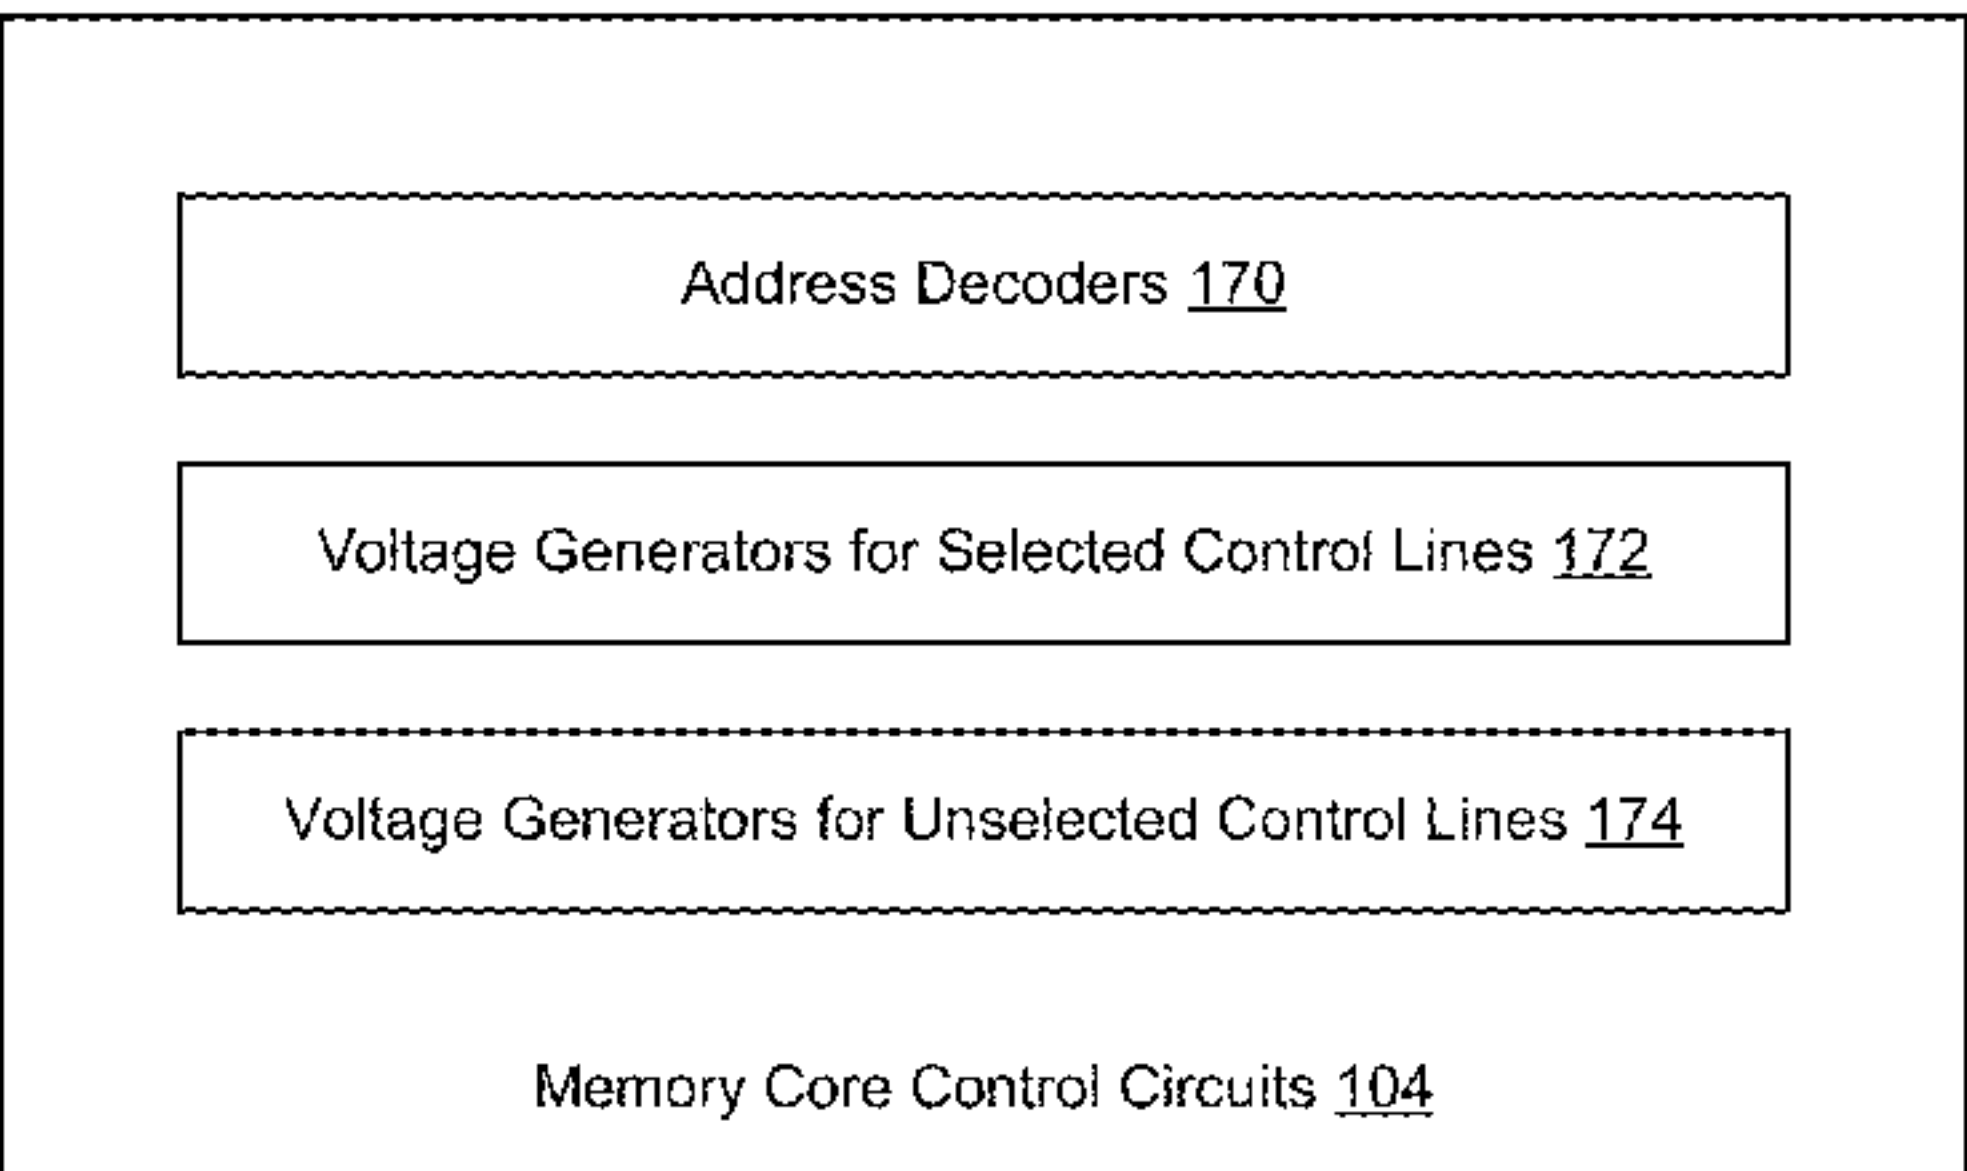 Address Decoders 170
Voltage Generators for Selected Control Lines 172
Voltage Generators for Unselected Control Lines 174
Memory Core Control Circuits 104